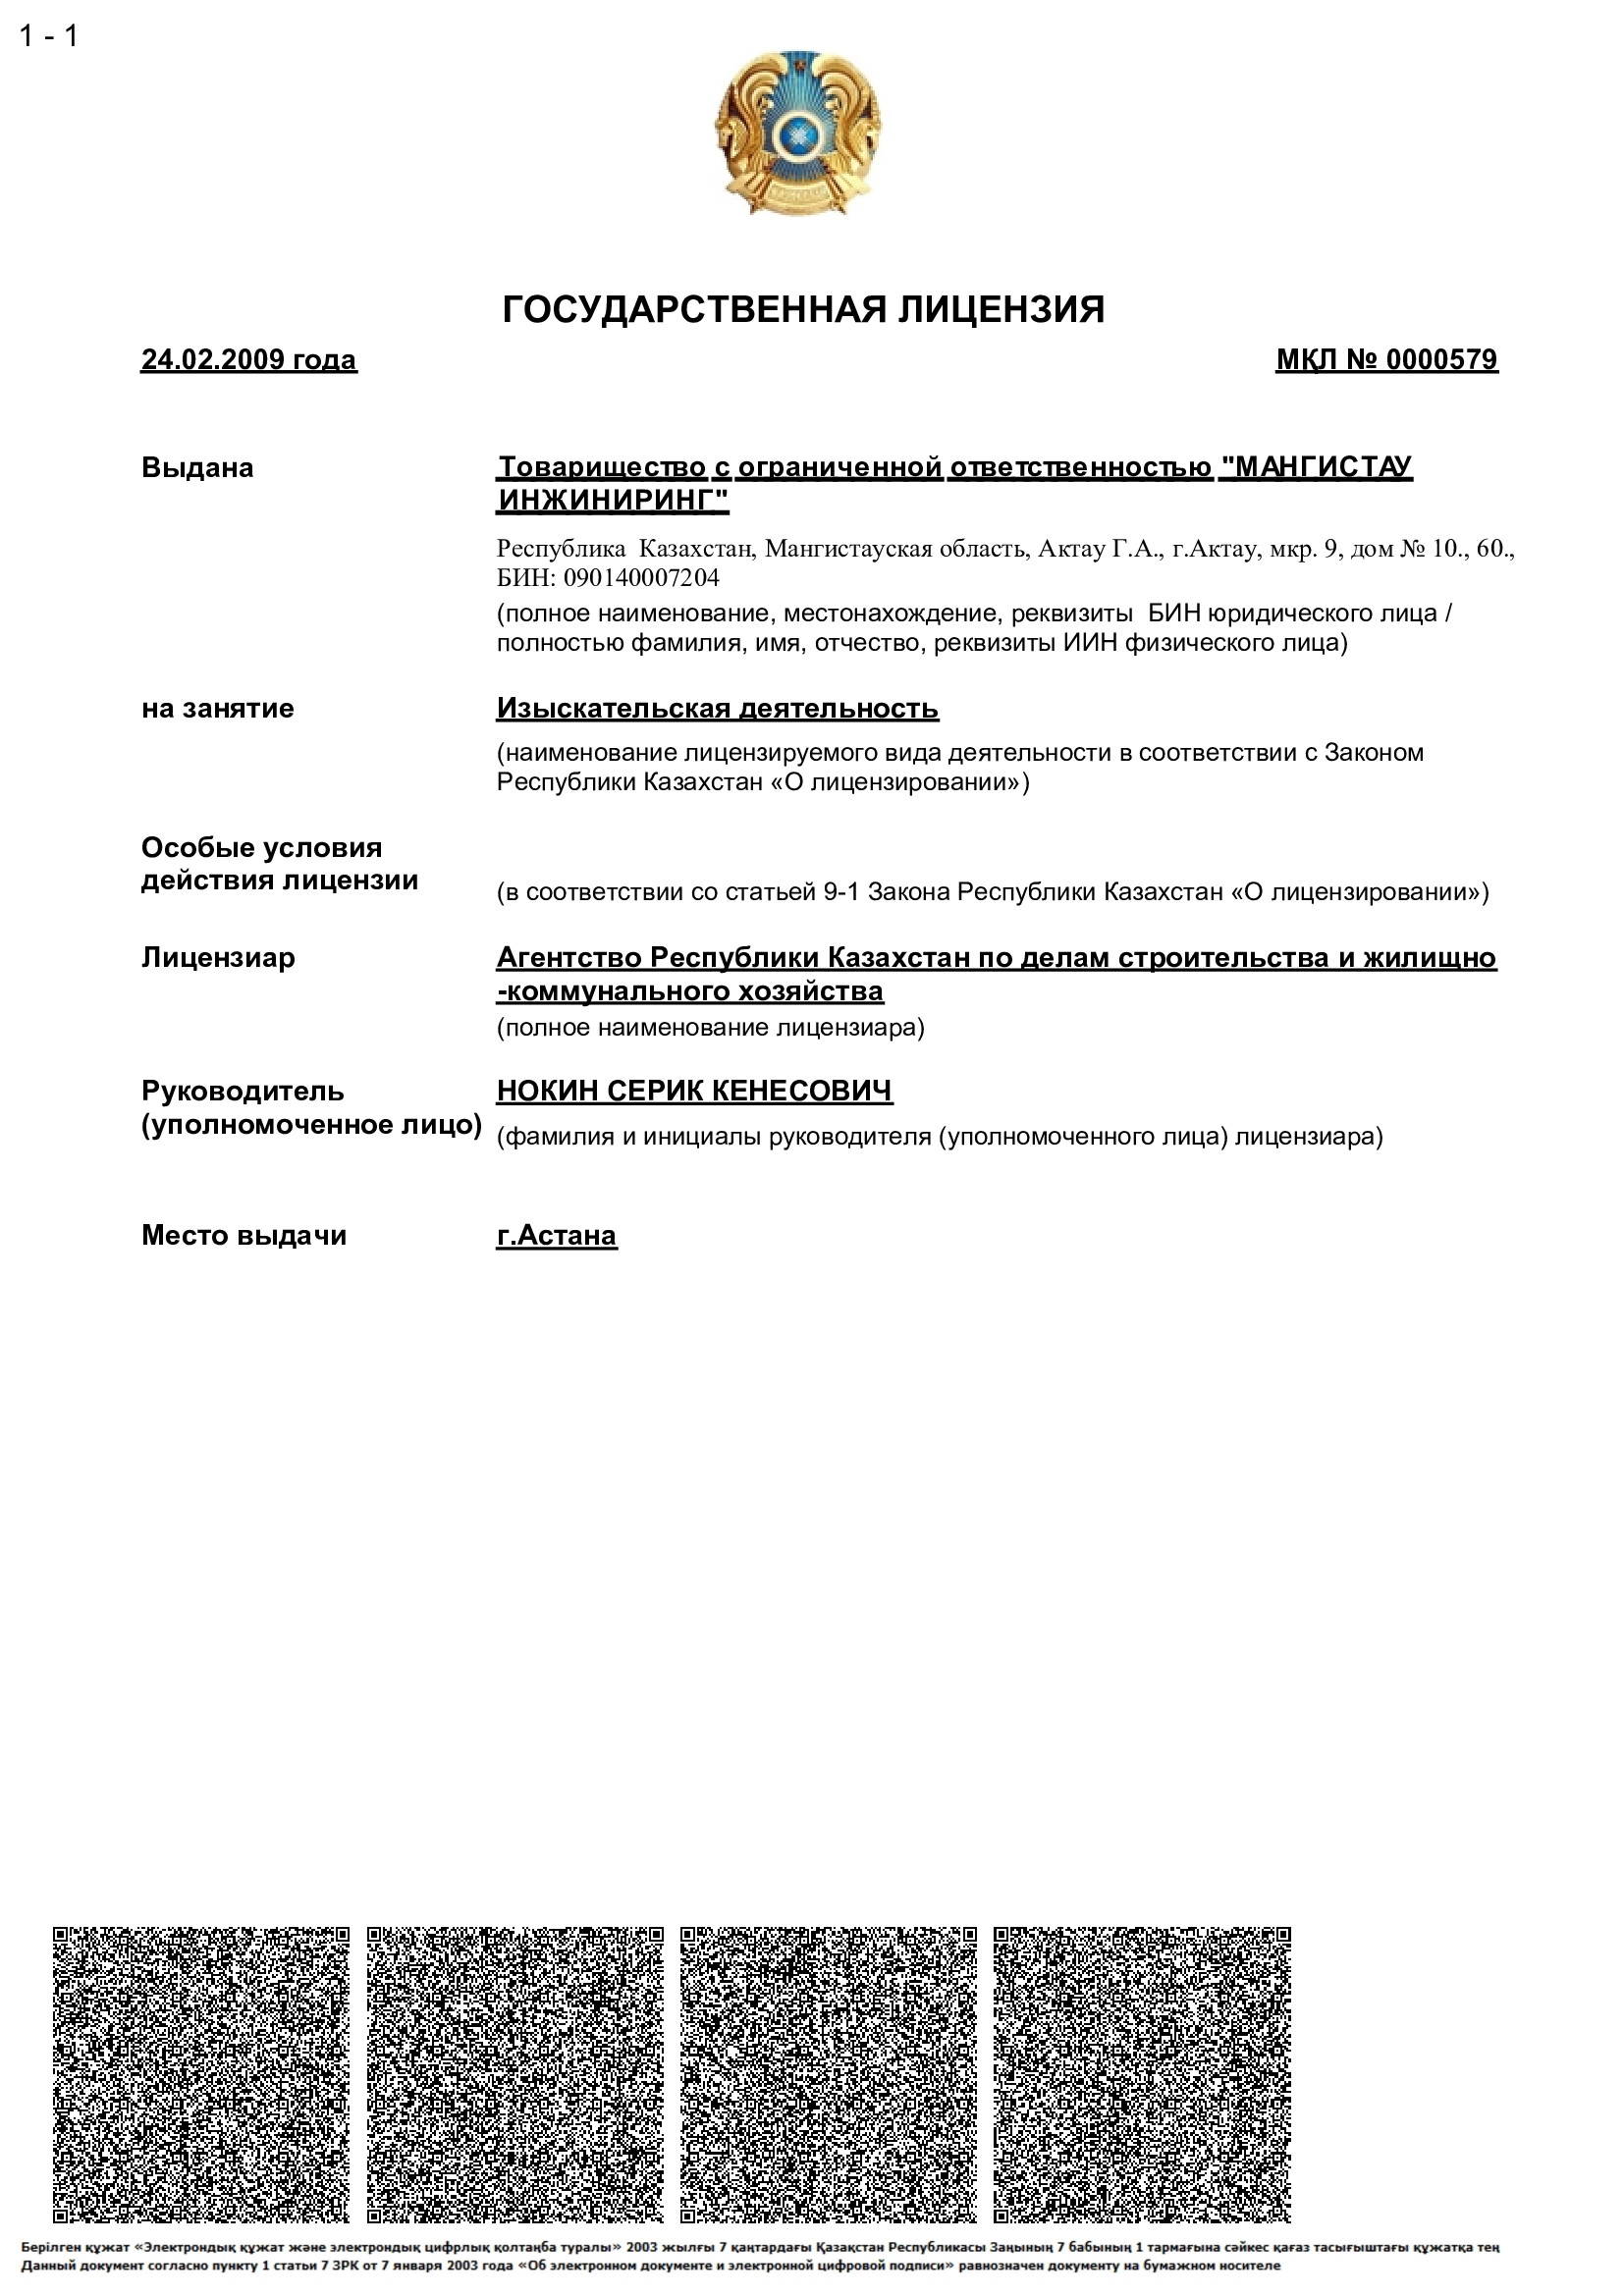 1 - 1
ГОСУДАРСТВЕННАЯ ЛИЦЕНЗИЯ
24.02.2009 года
МҚЛ № 0000579
Выдана
Товарищество с ограниченной ответственностью "МАНГИСТАУ
ИНЖИНИРИНГ"
Республика  Казахстан, Мангистауская область, Актау Г.А., г.Актау, мкр. 9, дом № 10., 60.,
БИН: 090140007204
(полное наименование, местонахождение, реквизиты  БИН юридического лица /
полностью фамилия, имя, отчество, реквизиты ИИН физического лица)
на занятие
Изыскательская деятельность
(наименование лицензируемого вида деятельности в соответствии с Законом
Республики Казахстан «О лицензировании»)
Особые условия
действия лицензии
(в соответствии со статьей 9-1 Закона Республики Казахстан «О лицензировании»)
Лицензиар
Агентство Республики Казахстан по делам строительства и жилищно
-коммунального хозяйства
(полное наименование лицензиара)
Руководитель
(уполномоченное лицо)
НОКИН СЕРИК КЕНЕСОВИЧ
(фамилия и инициалы руководителя (уполномоченного лица) лицензиара)
Место выдачи
г.Астана
Берілген құжат «Электрондық құжат және электрондық цифрлық қолтаңба туралы» 2003 жылғы 7 қаңтардағы Қазақстан Республикасы Заңының 7 бабының 1 тармағына сәйкес қағаз тасығыштағы құжатқа тең
Данный документ согласно пункту 1 статьи 7 ЗРК от 7 января 2003 года «Об электронном документе и электронной цифровой подписи» равнозначен документу на бумажном носителе